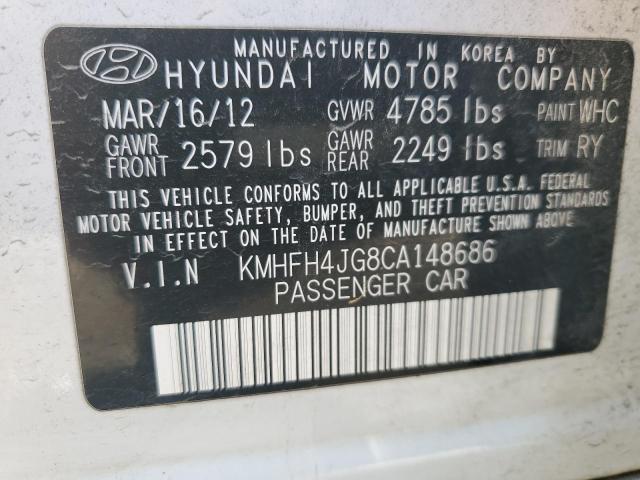 MANUFACTURED IN KOREA BY
HYUNDAI MOTOR COMPANY
MAR/16/12 GVWR 4785 lbs PAINT WHC
GAWR FRONT 2579 lbs GAWR REAR 2249 lbs TRIM RY
THIS VEHICLE CONFORMS TO ALL APPLICABLE U.S.A. FEDERAL
MOTOR VEHICLE SAFETY, BUMPER, AND THEFT PREVENTION STANDARDS
IN EFFECT ON THE DATE OF MANUFACTURE SHOWN ABOVE
V.I.N KMHFH4JG8CA148686
PASSENGER CAR